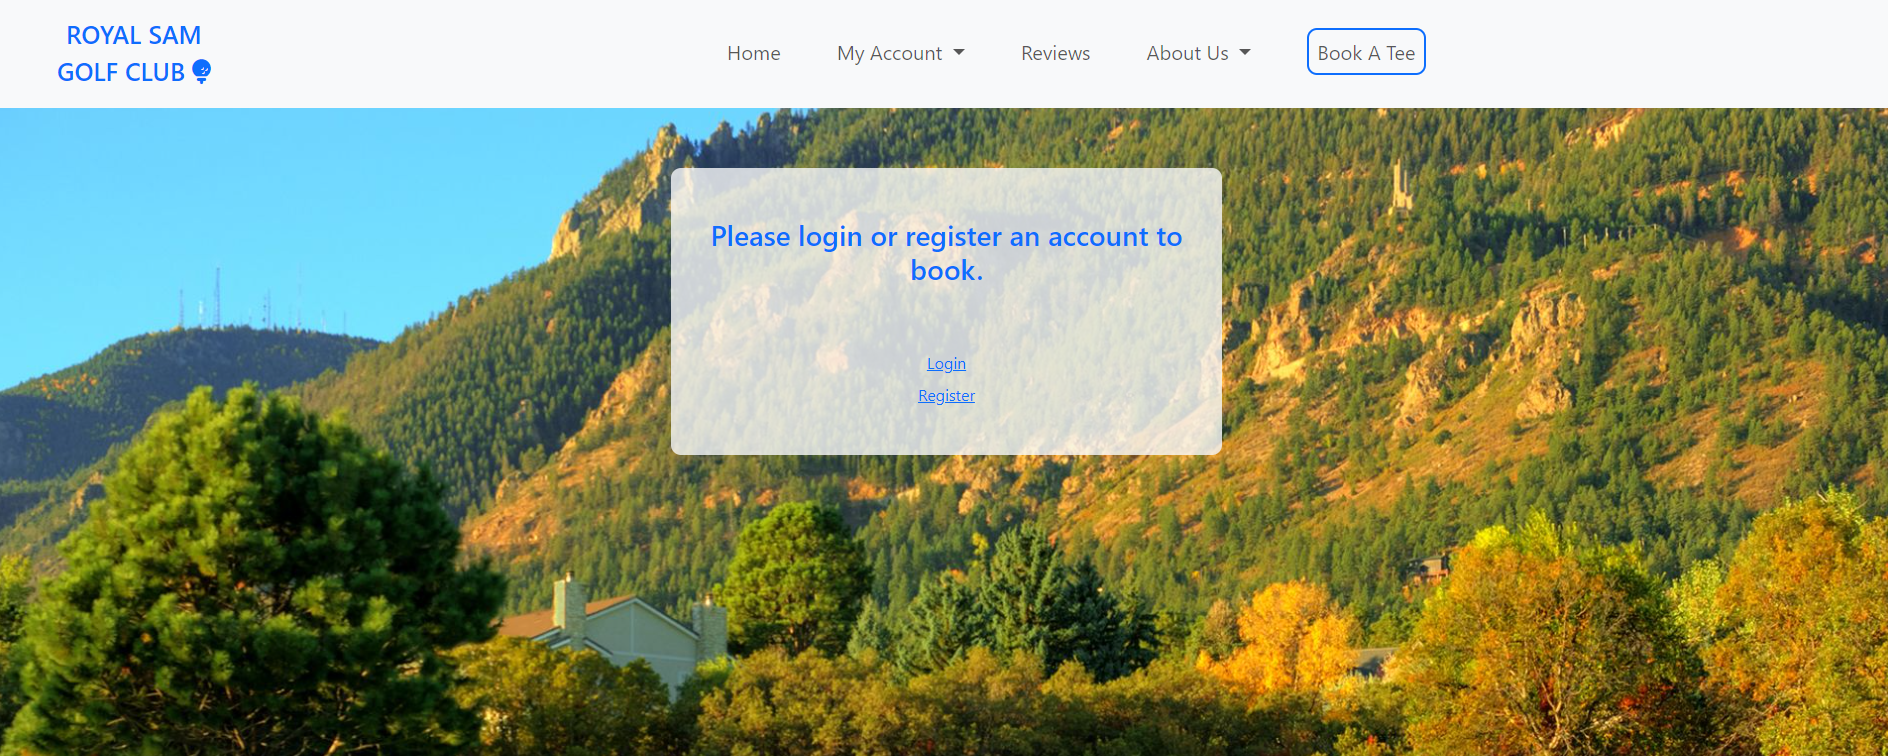 ROYAL SAM
GOLF CLUB
Home
My Account
Reviews
About Us
Book A Tee
Please login or register an account to
book.
Login
Register